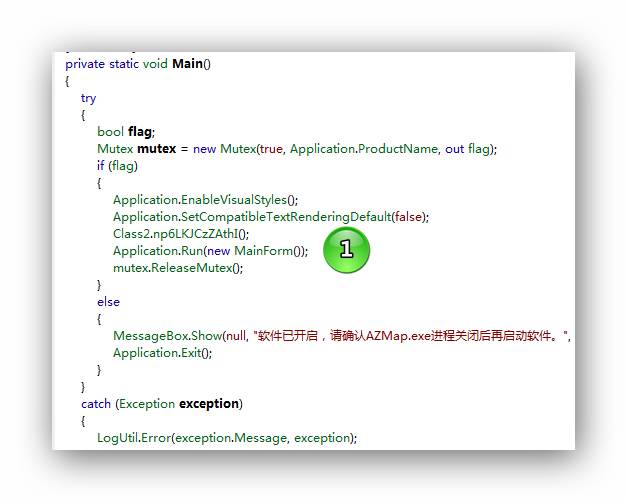 private static void Main()
{
try
{
bool flag;
Mutex mutex = new Mutex(true, Application.ProductName, out flag);
if (flag)
{
Application.EnableVisualStyles();
Application.SetCompatibleTextRenderingDefault(false);
Class2.np6LKJCzZAthI();
Application.Run(new MainForm());
1
mutex.ReleaseMutex();
}
else
{
MessageBox.Show(null, "软件已开启，请确认AZMap.exe进程关闭后再启动软件。",
Application.Exit();
}
}
catch (Exception exception)
{
LogUtil.Error(exception.Message, exception);